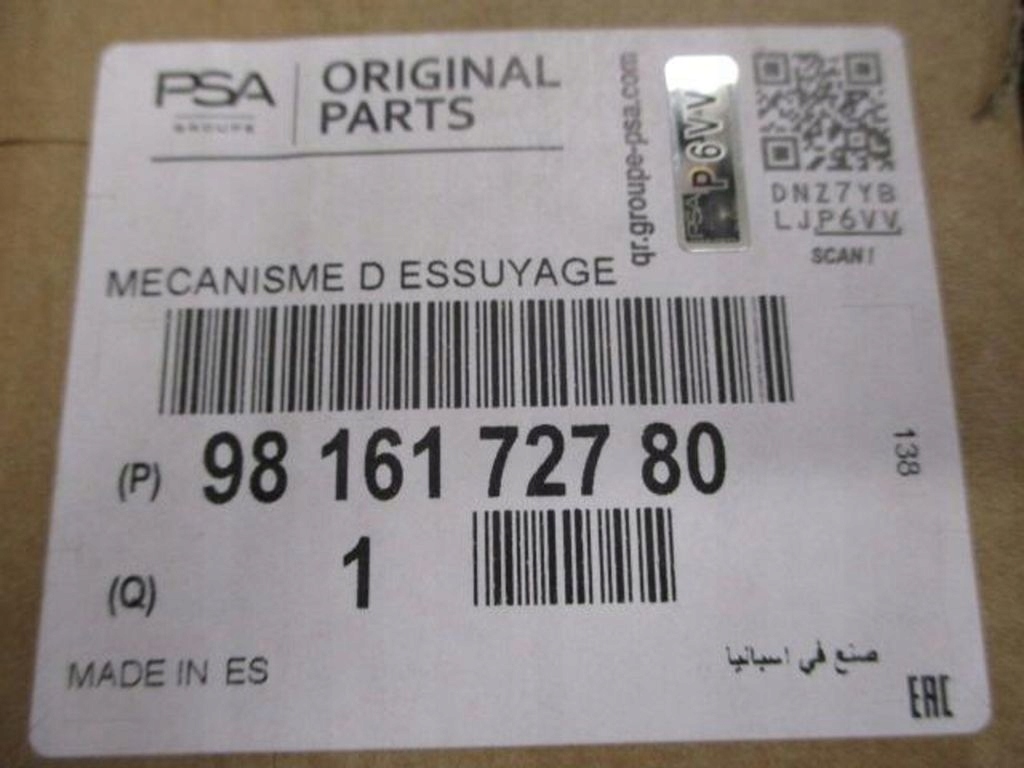 PSA
GROUPE
ORIGINAL
PARTS
qr.groupe-psa.com
PSA P6VV
DNZ7YB
LJP6VV
SCAN!
MECANISME D ESSUYAGE
(P) 98 161 727 80
138
(Q) 1
MADE IN ES
صنع في اسبانيا
EAC